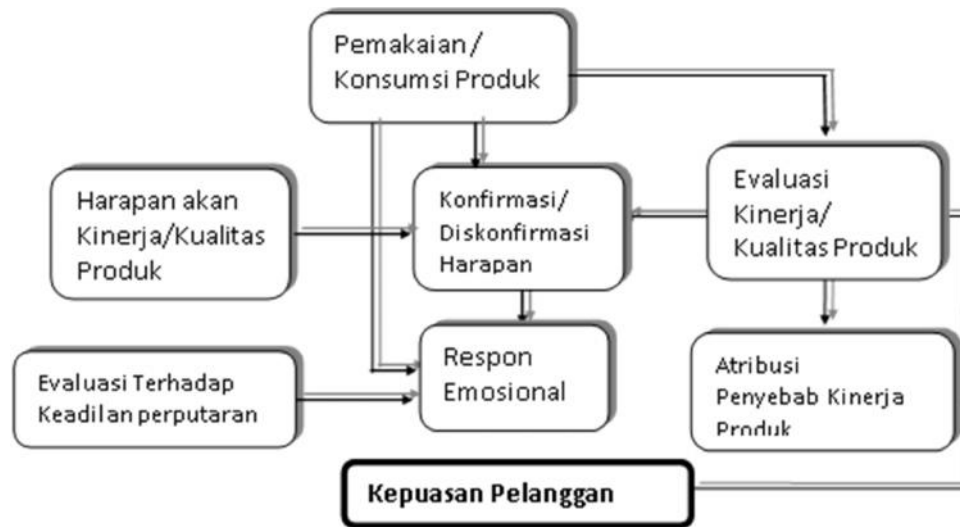 Pemakaian /
Konsumsi Produk
Harapan akan
Kinerja/Kualitas
Produk
Konfirmasi/
Diskonfirmasi
Harapan
Evaluasi
Kinerja/
Kualitas Produk
Evaluasi Terhadap
Keadilan perputaran
Respon
Emosional
Atribusi
Penyebab Kinerja
Produk
Kepuasan Pelanggan